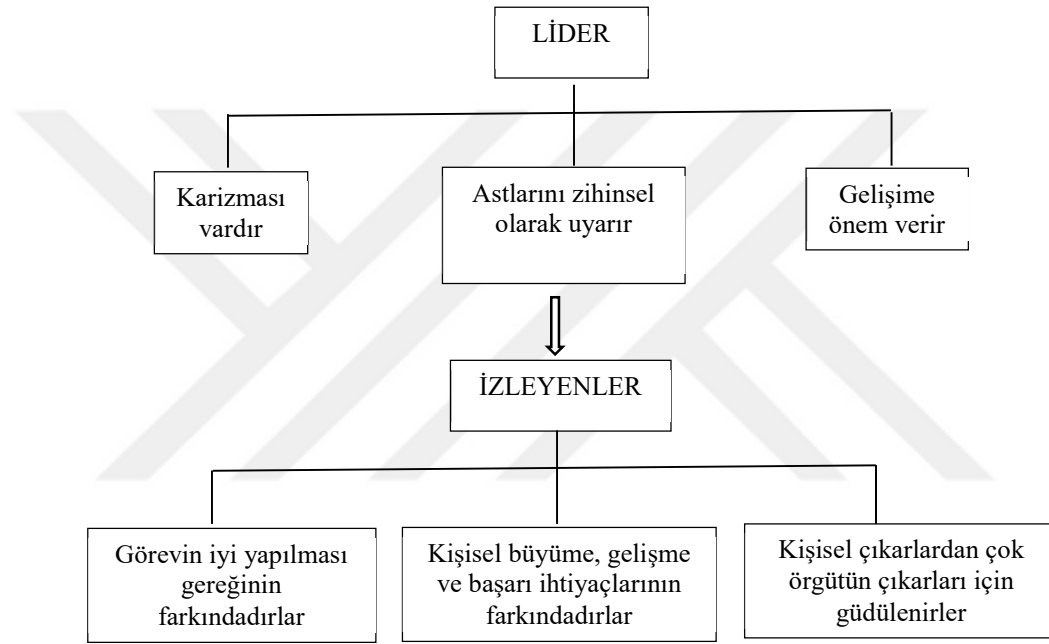 LİDER
Karizması
vardır
Astlarını zihinsel
olarak uyarır
Gelişime
önem verir
İZLEYENLER
Görevin iyi yapılması
gereğinin
farkındadırlar
Kişisel büyüme, gelişme
ve başarı ihtiyaçlarının
farkındadırlar
Kişisel çıkarlardan çok
örgütün çıkarları için
güdülenirler